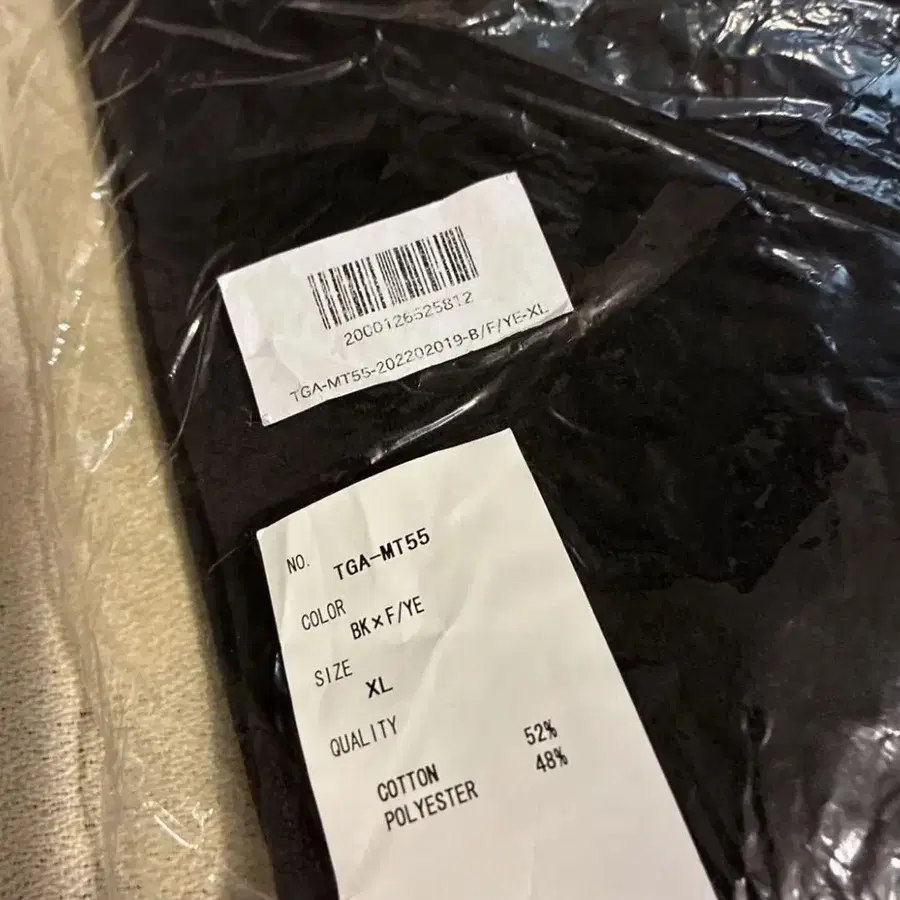 2000126525812
TGA-MT55-202202019-B/F/YE-XL
NO. TGA-MT55
COLOR
BK×F/YE
SIZE
XL
QUALITY
COTTON 52%
POLYESTER 48%